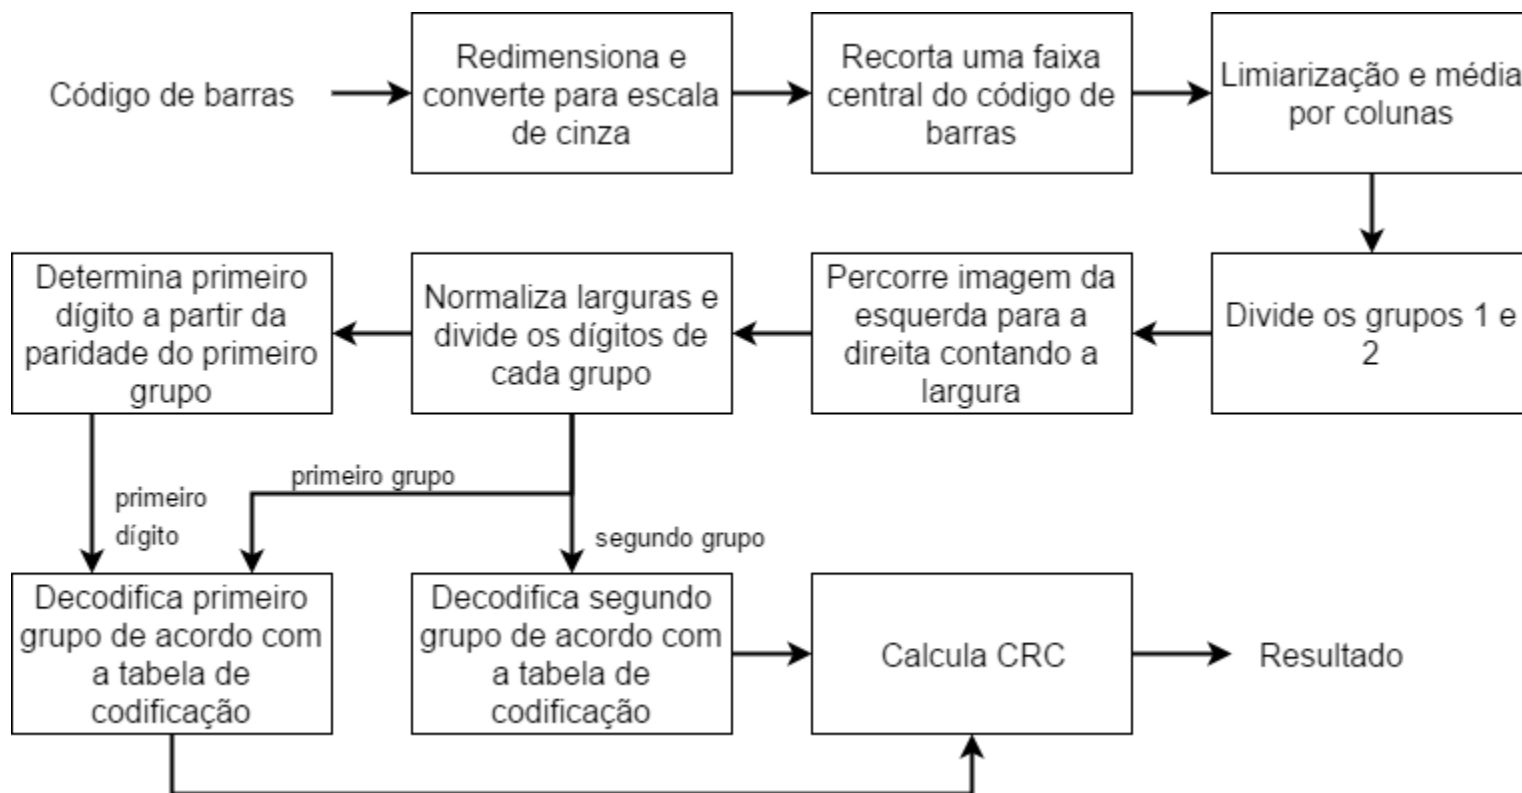 Código de barras
Redimensiona e
converte para escala
de cinza
Recorta uma faixa
central do código de
barras
Limiarização e média
por colunas
Determina primeiro
dígito a partir da
paridade do primeiro
grupo
Normaliza larguras e
divide os dígitos de
cada grupo
Percorre imagem da
esquerda para a
direita contando a
largura
Divide os grupos 1 e
2
primeiro
dígito
primeiro grupo
segundo grupo
Decodifica primeiro
grupo de acordo com
a tabela de
codificação
Decodifica segundo
grupo de acordo com
a tabela de
codificação
Calcula CRC
Resultado